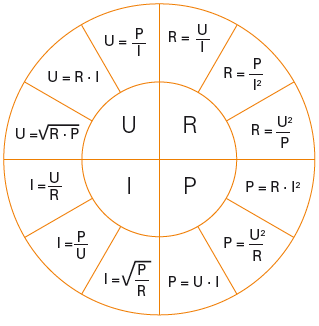 U = P/I
R = U/I
U = R · I
R = P/I²
U = √(R · P)
R = U²/P
U
R
I
P
I = U/R
P = R · I²
I = P/U
P = U²/R
I = √(P/R)
P = U · I